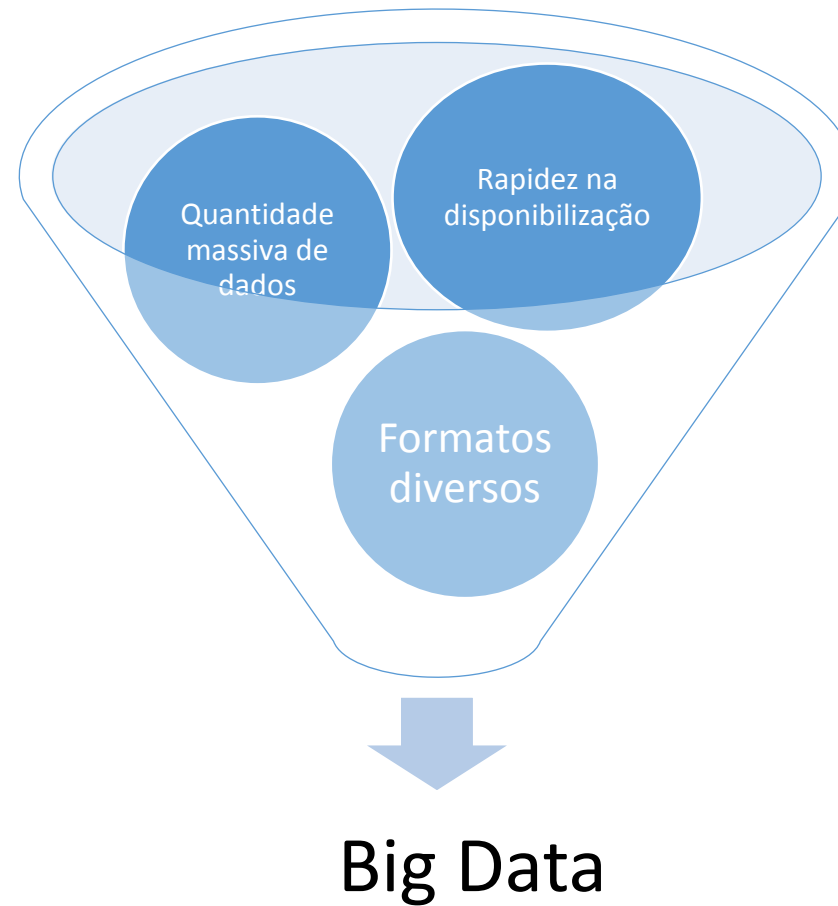 Quantidade
massiva de
dados
Rapidez na
disponibilização
Formatos
diversos
Big Data